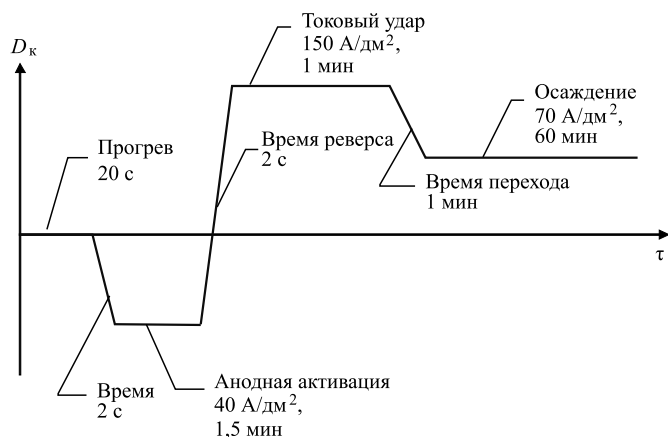 Токовый удар
150 А/дм²,
1 мин
Dк
Осаждение
70 А/дм²,
60 мин
Прогрев
20 с
Время реверса
2 с
Время перехода
1 мин
τ
Время
2 с
Анодная активация
40 А/дм²,
1,5 мин